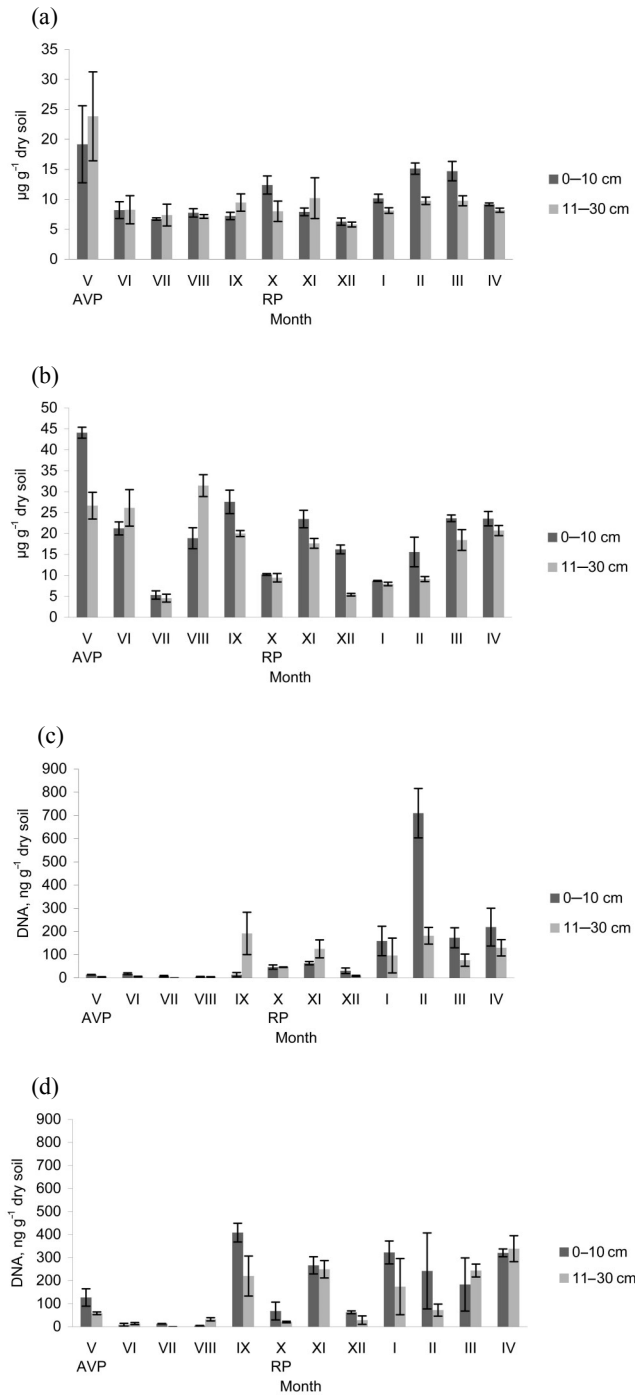 (a)
µg g⁻¹ dry soil
35
30
25
20
15
10
5
0
V VI VII VIII IX X XI XII I II III IV
AVP RP
Month
0–10 cm
11–30 cm
(b)
µg g⁻¹ dry soil
50
45
40
35
30
25
20
15
10
5
0
V VI VII VIII IX X XI XII I II III IV
AVP RP
Month
0–10 cm
11–30 cm
(c)
DNA, ng g⁻¹ dry soil
900
800
700
600
500
400
300
200
100
0
V VI VII VIII IX X XI XII I II III IV
AVP RP
Month
0–10 cm
11–30 cm
(d)
DNA, ng g⁻¹ dry soil
900
800
700
600
500
400
300
200
100
0
V VI VII VIII IX X XI XII I II III IV
AVP RP
Month
0–10 cm
11–30 cm